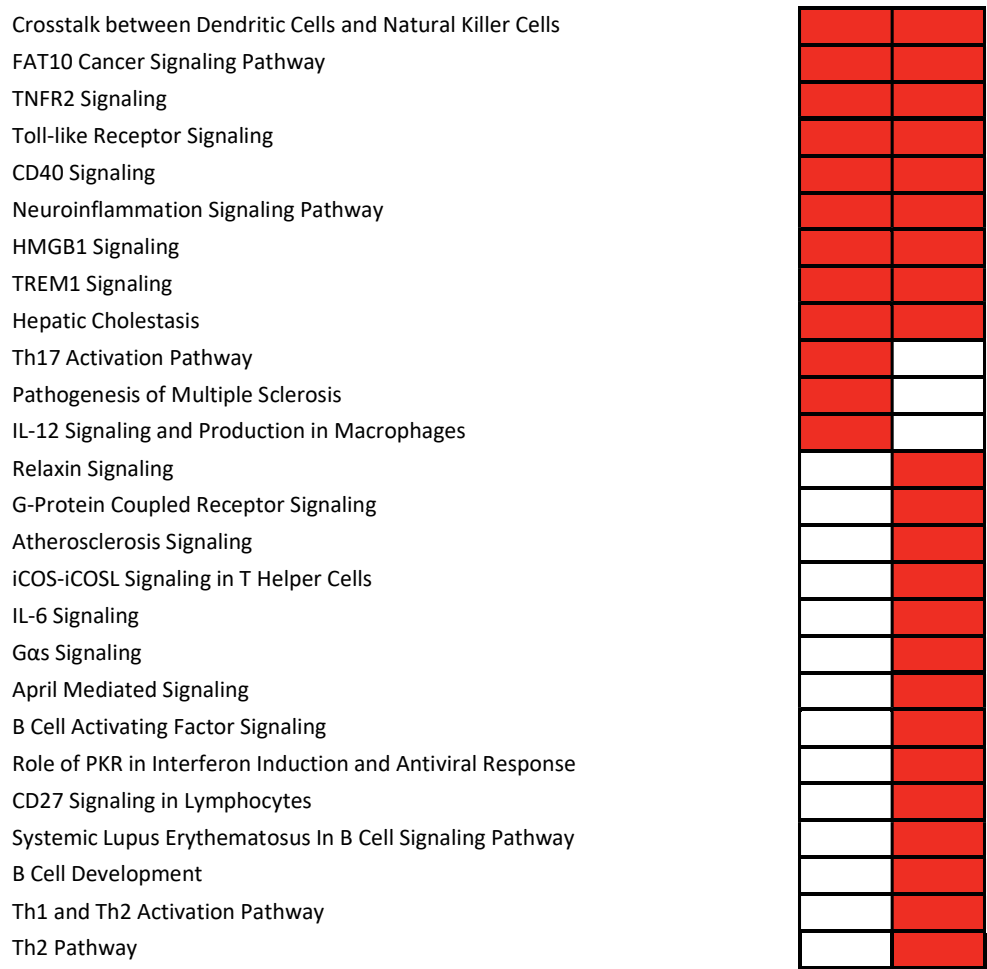 Crosstalk between Dendritic Cells and Natural Killer Cells
FAT10 Cancer Signaling Pathway
TNFR2 Signaling
Toll-like Receptor Signaling
CD40 Signaling
Neuroinflammation Signaling Pathway
HMGB1 Signaling
TREM1 Signaling
Hepatic Cholestasis
Th17 Activation Pathway
Pathogenesis of Multiple Sclerosis
IL-12 Signaling and Production in Macrophages
Relaxin Signaling
G-Protein Coupled Receptor Signaling
Atherosclerosis Signaling
iCOS-iCOSL Signaling in T Helper Cells
IL-6 Signaling
Gαs Signaling
April Mediated Signaling
B Cell Activating Factor Signaling
Role of PKR in Interferon Induction and Antiviral Response
CD27 Signaling in Lymphocytes
Systemic Lupus Erythematosus In B Cell Signaling Pathway
B Cell Development
Th1 and Th2 Activation Pathway
Th2 Pathway